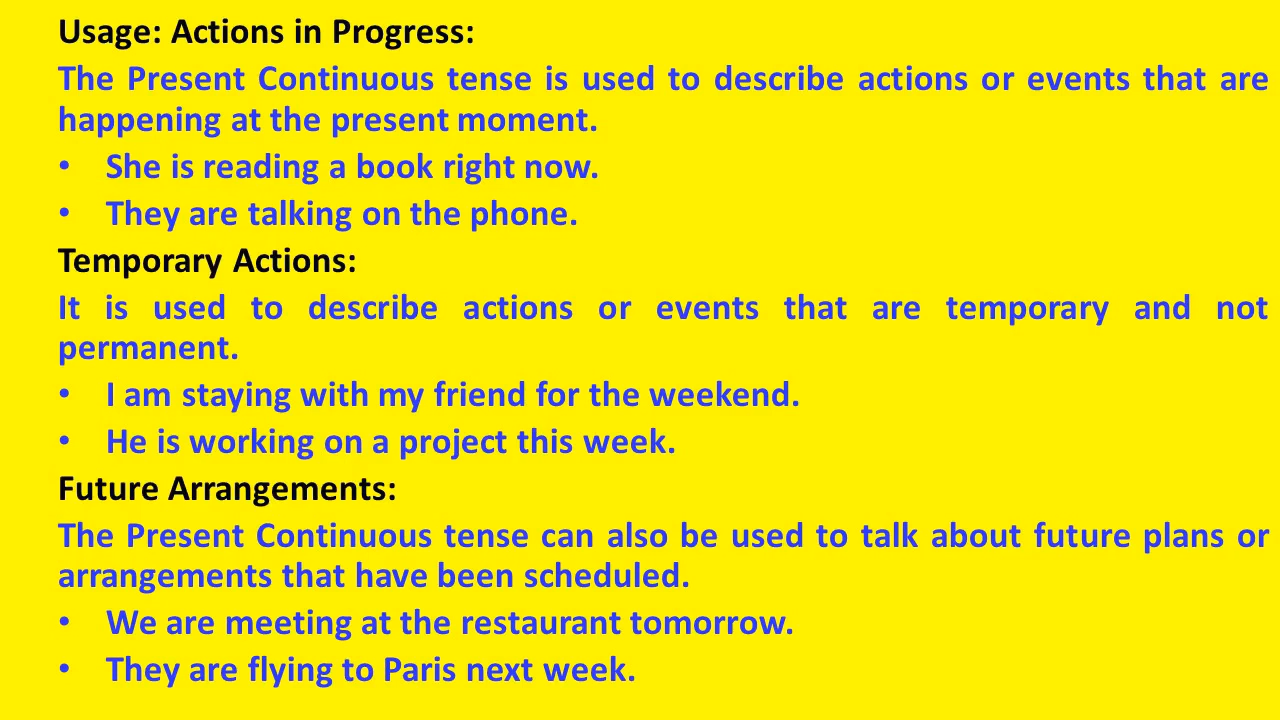 Usage: Actions in Progress:
The Present Continuous tense is used to describe actions or events that are
happening at the present moment.
• She is reading a book right now.
• They are talking on the phone.
Temporary Actions:
It is used to describe actions or events that are temporary and not
permanent.
• I am staying with my friend for the weekend.
• He is working on a project this week.
Future Arrangements:
The Present Continuous tense can also be used to talk about future plans or
arrangements that have been scheduled.
• We are meeting at the restaurant tomorrow.
• They are flying to Paris next week.